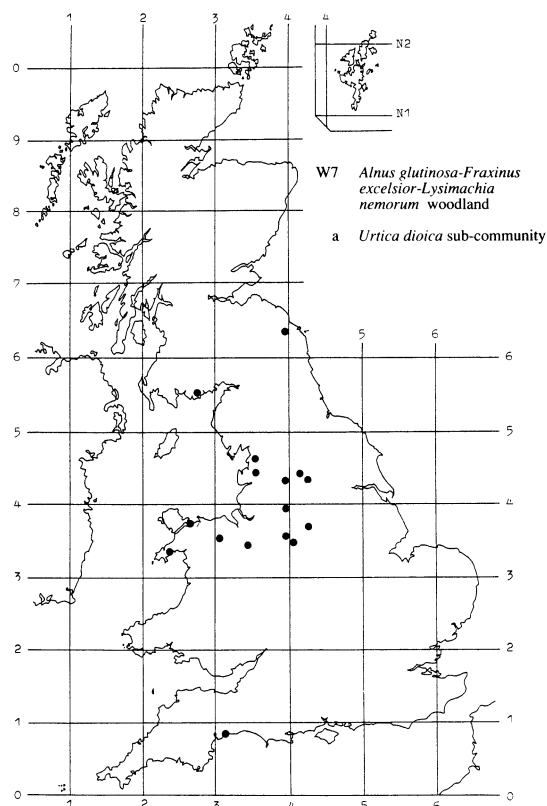 2 3 4
4
0
N2
N1
9
W7 Alnus glutinosa-Fraxinus
excelsior-Lysimachia
nemorum woodland
8
a Urtica dioica sub-community
7
5 6
6 6
5 5
4 4
3 3
2 2
1 1
0 0
1 2 3 4 5 6